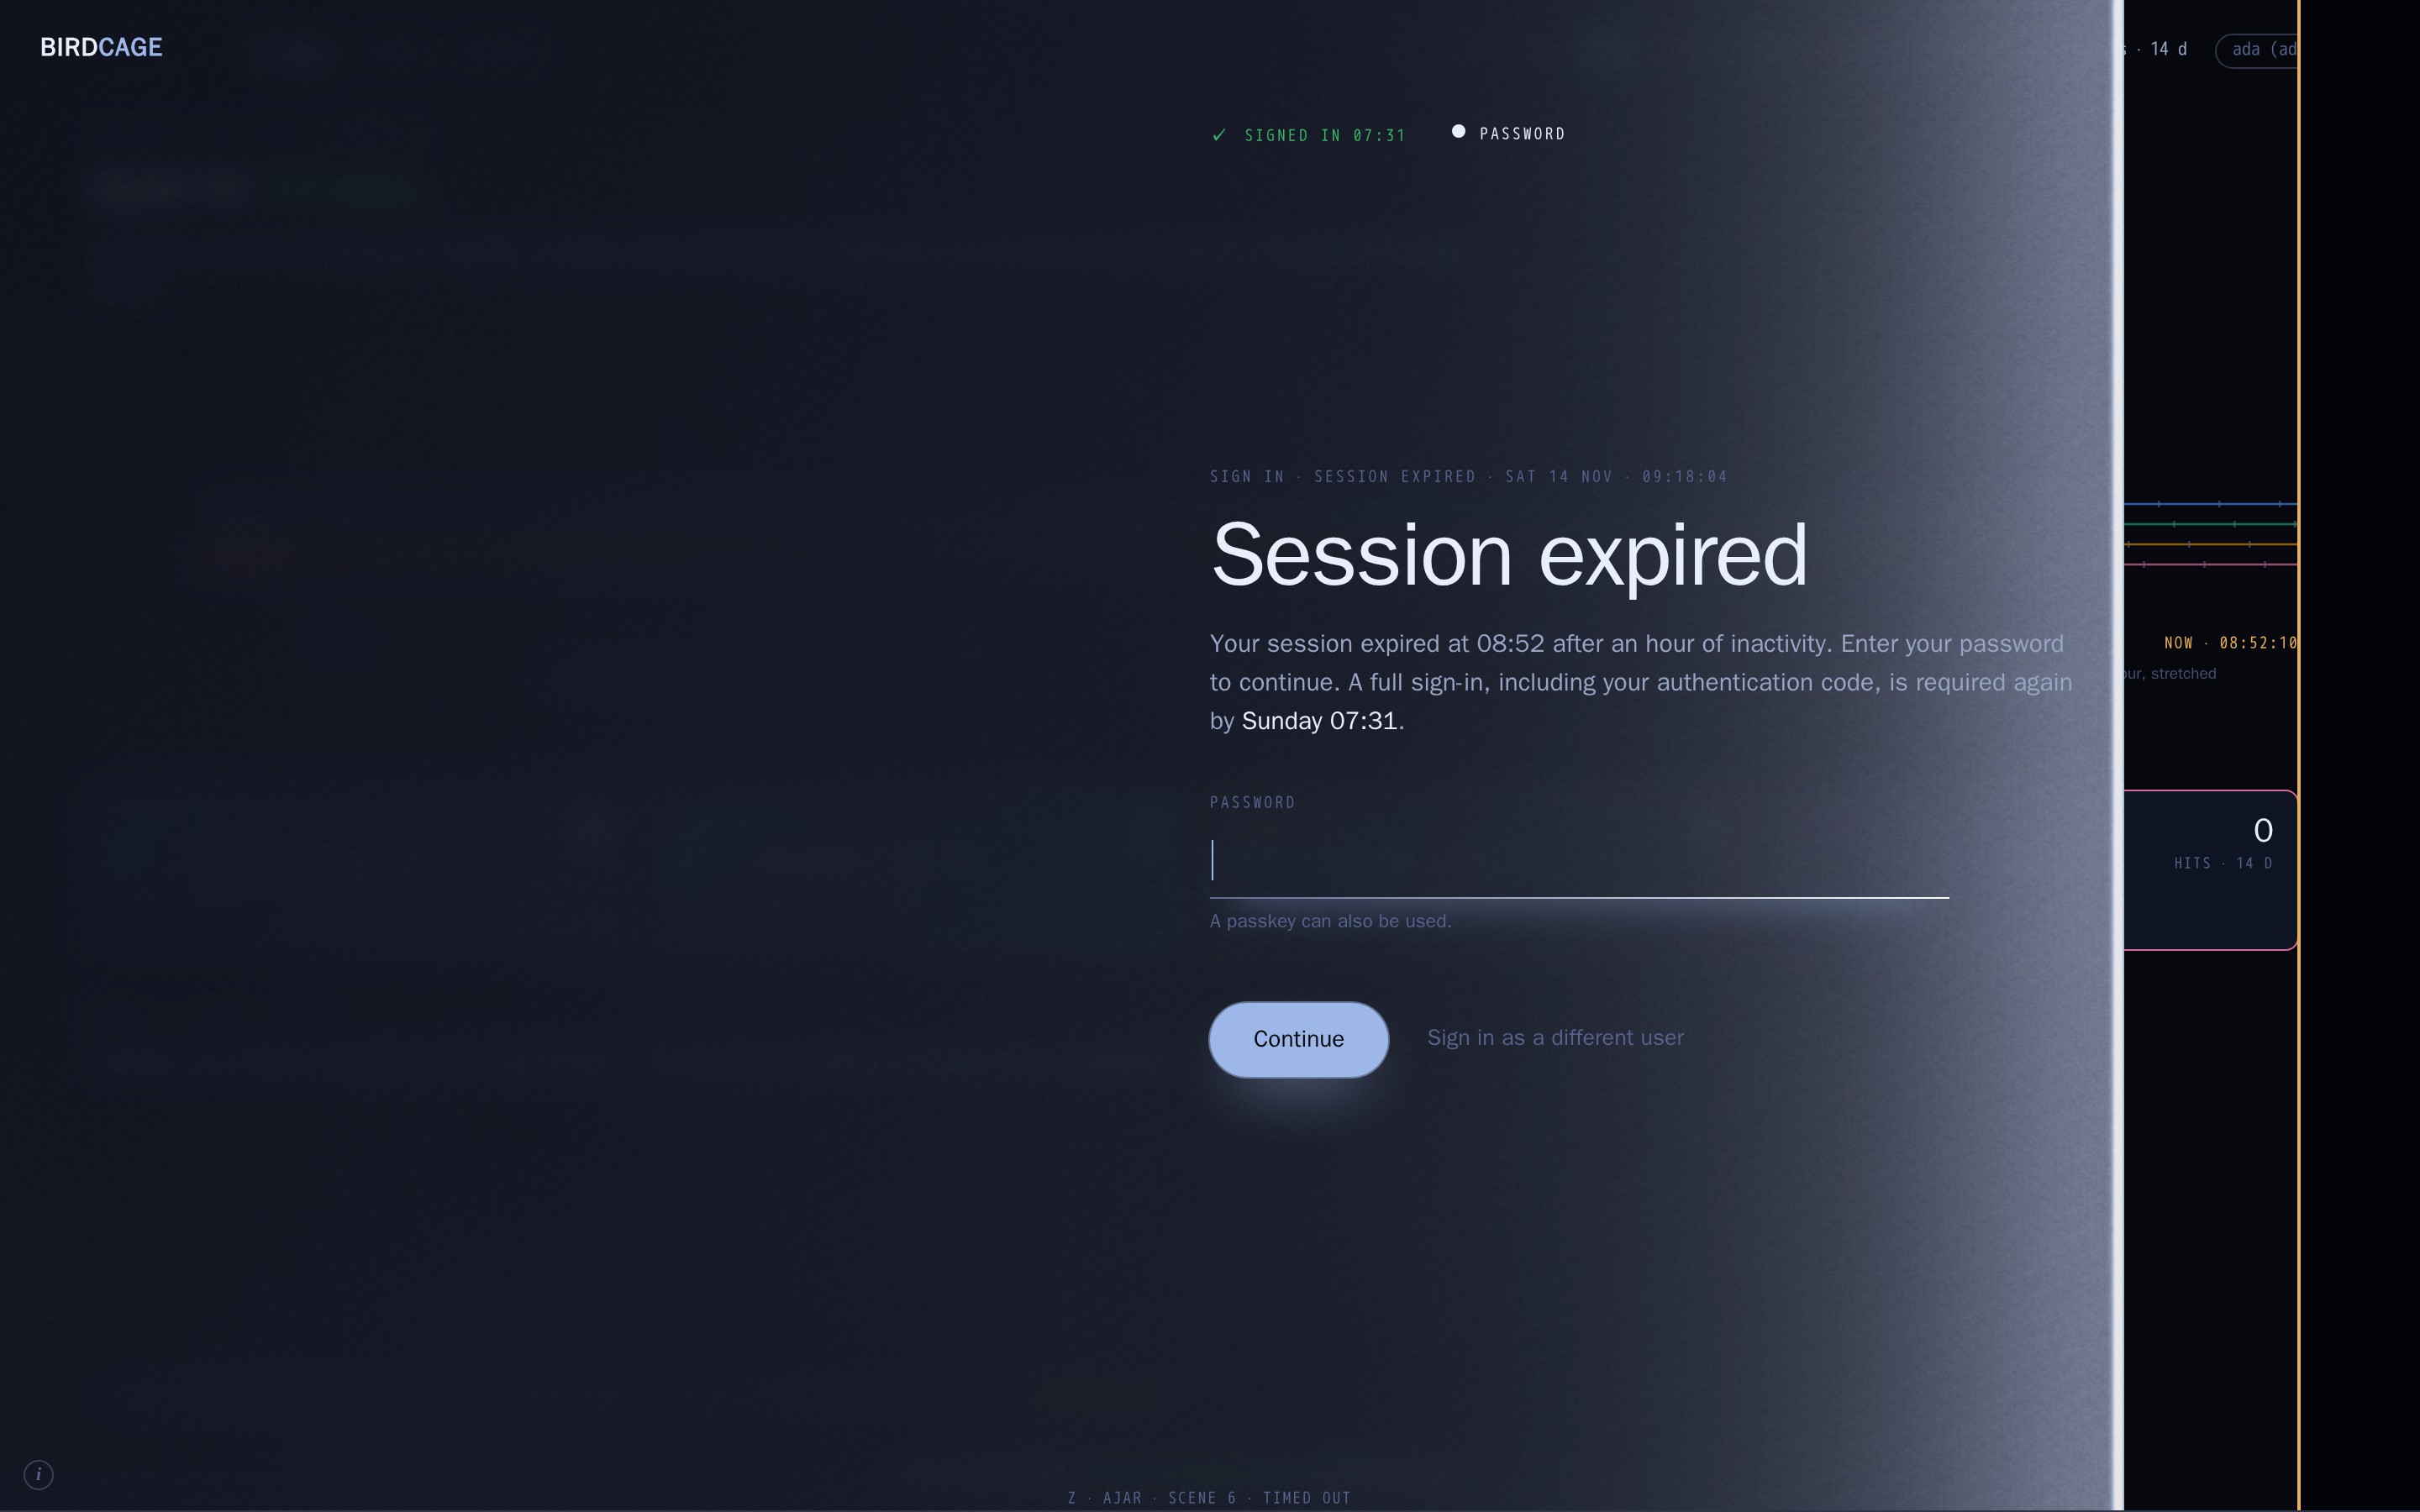 BIRDCAGE
· 14 d
ada (ad
✓ SIGNED IN 07:31
PASSWORD
SIGN IN · SESSION EXPIRED · SAT 14 NOV · 09:18:04
Session expired
Your session expired at 08:52 after an hour of inactivity. Enter your password
to continue. A full sign-in, including your authentication code, is required again
by Sunday 07:31.
NOW · 08:52:10
our, stretched
PASSWORD
0
HITS · 14 D
A passkey can also be used.
Continue
Sign in as a different user
i
Z · AJAR · SCENE 6 · TIMED OUT